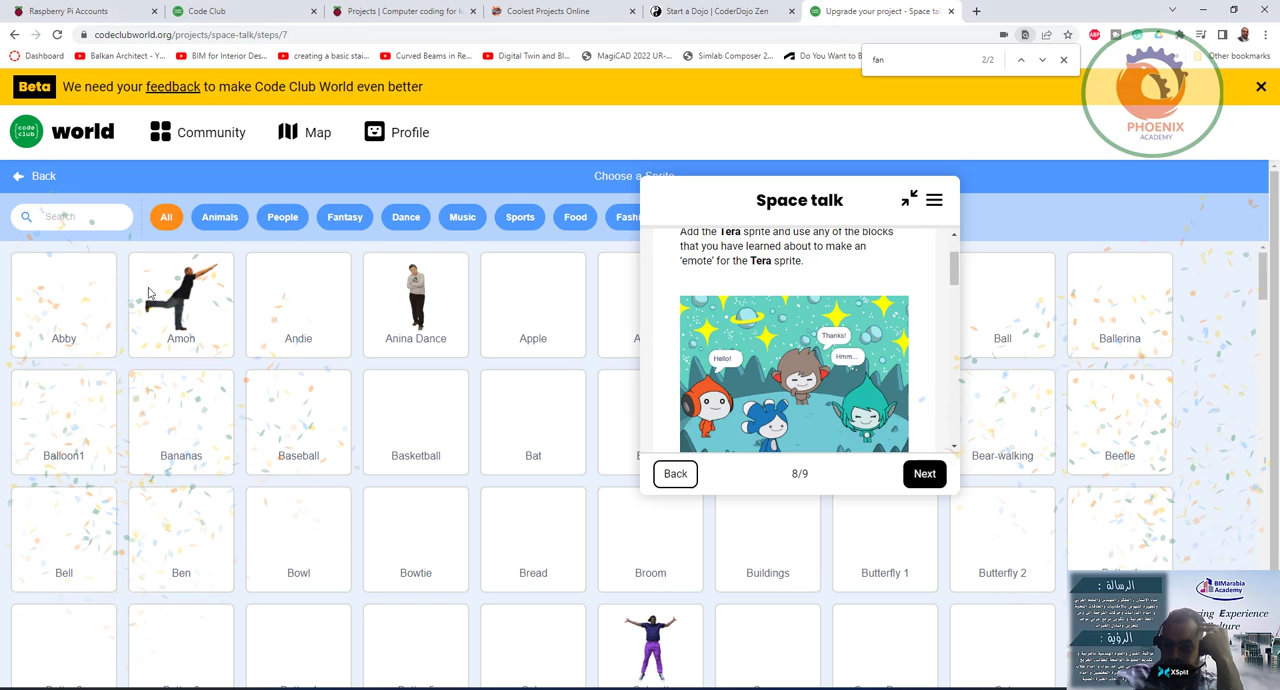 Raspberry Pi Accounts
Code Club
Projects | Computer coding for k
Coolest Projects Online
Start a Dojo | CoderDojo Zen
Upgrade your project - Space ta
codeclubworld.org/projects/space-talk/steps/7
Dashboard
Balkan Architect - Y...
BIM for Interior Des...
creating a basic stai...
Curved Beams in Re...
Digital Twin and BI...
MagiCAD 2022 UR-...
Simlab Composer 2...
Do You Want to B
Other bookmarks
fan
2/2
Beta We need your feedback to make Code Club World even better
PHOENIX
ACADEMY
code club
world
Community
Map
Profile
Back
Choose a Sprite
Search
All
Animals
People
Fantasy
Dance
Music
Sports
Food
Fashi
Space talk
Add the Tera sprite and use any of the blocks
that you have learned about to make an
'emote' for the Tera sprite.
Hello!
Thanks!
Hmm...
Back
8/9
Next
Abby
Amon
Andie
Anina Dance
Apple
Ball
Ballerina
Balloon1
Bananas
Baseball
Basketball
Bat
Bear-walking
Beetle
Bell
Ben
Bowl
Bowtie
Bread
Broom
Buildings
Butterfly 1
Butterfly 2
الرسالة :
الرؤية :
BIMarabia
Academy
ing Experience
lture
XSplit